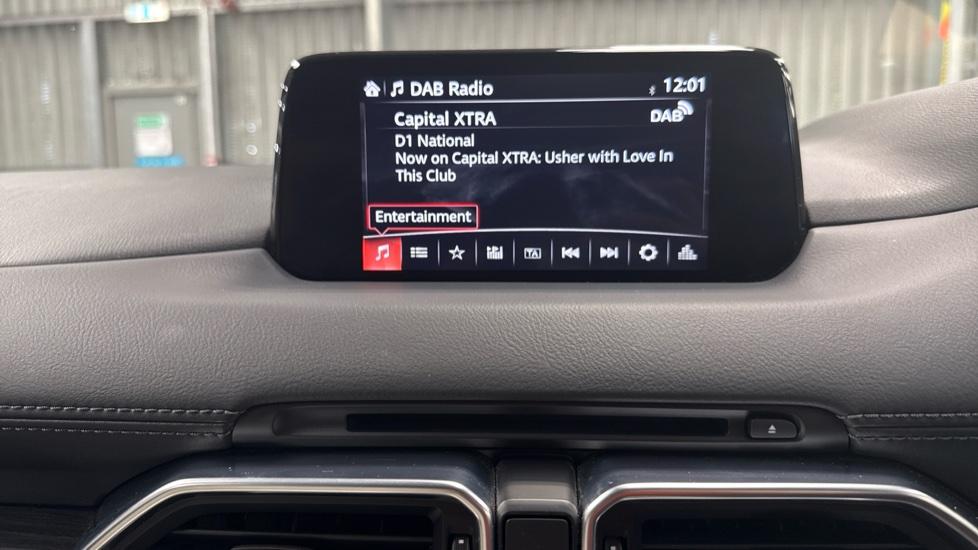 DAB Radio
12:01
Capital XTRA
DAB
D1 National
Now on Capital XTRA: Usher with Love In
This Club
Entertainment
TA